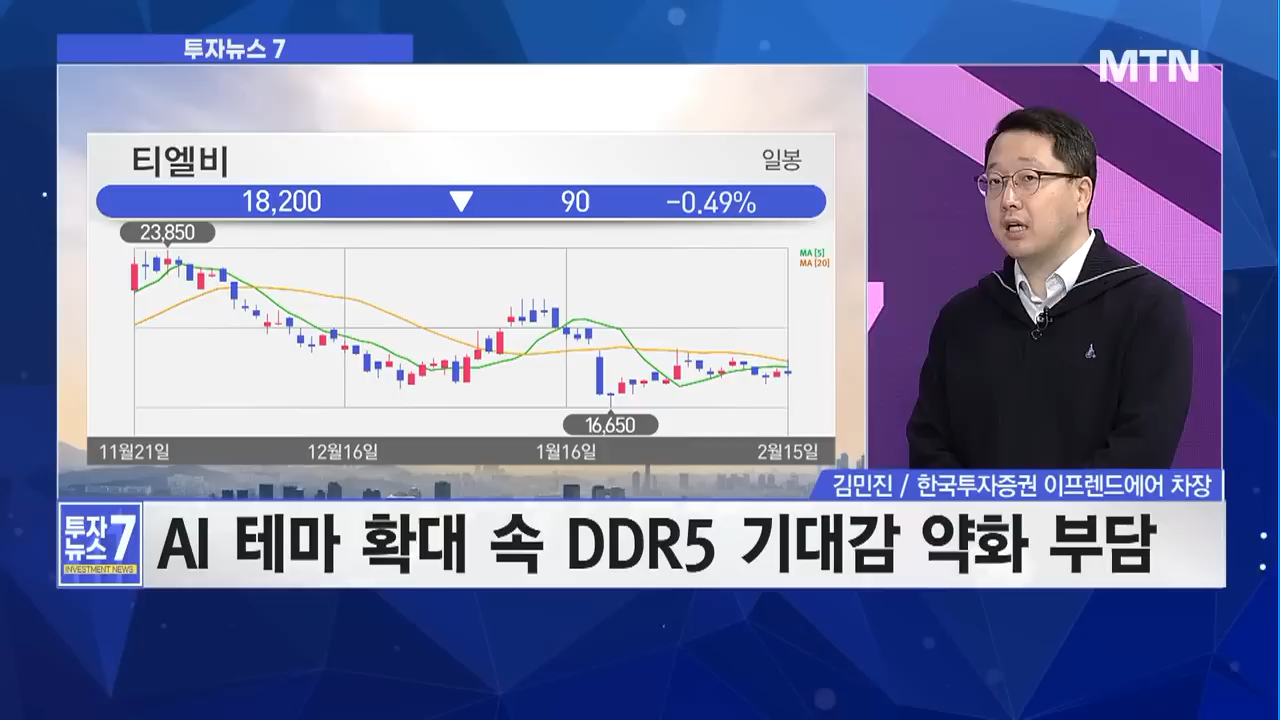 투자뉴스 7
MTN
티엘비
일봉
18,200 ▼ 90 -0.49%
23,850
MA [5]
MA [20]
16,650
11월21일 12월16일 1월16일 2월15일
김민진 / 한국투자증권 이프렌드에어 차장
투자
뉴스 7
INVESTMENT NEWS
AI 테마 확대 속 DDR5 기대감 약화 부담